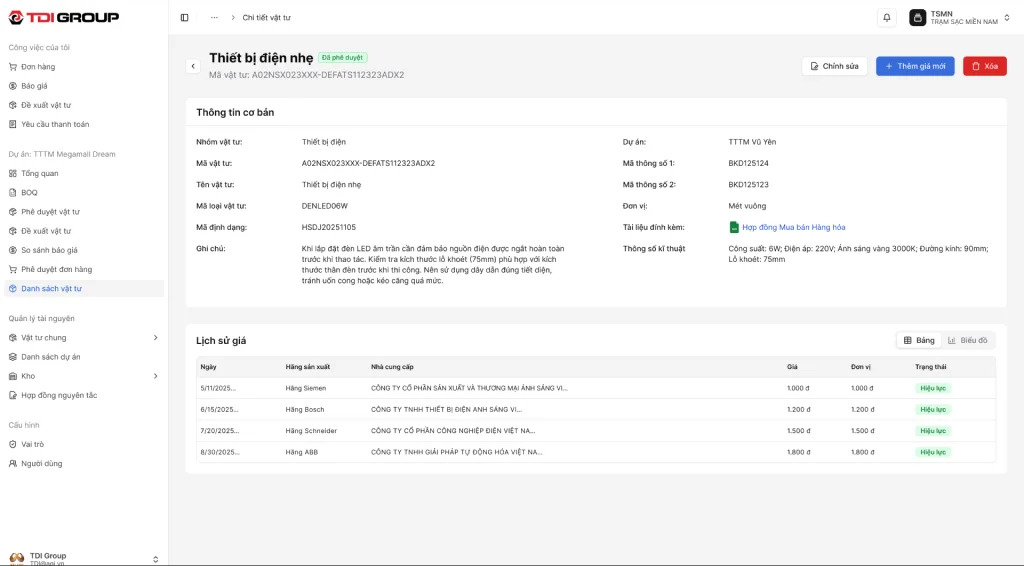 TDI GROUP
... > Chi tiết vật tư
TSMN
TRẠM SẠC MIỀN NAM
Công việc của tôi
Đơn hàng
Báo giá
Đề xuất vật tư
Yêu cầu thanh toán
Dự án: TTTM Megamall Dream
Tổng quan
BOQ
Phê duyệt vật tư
Đề xuất vật tư
So sánh báo giá
Phê duyệt đơn hàng
Danh sách vật tư
Quản lý tài nguyên
Vật tư chung
Danh sách dự án
Kho
Hợp đồng nguyên tắc
Cấu hình
Vai trò
Người dùng
TDI Group
Thiết bị điện nhẹ Đã phê duyệt
Mã vật tư: A02NSX023XXX-DEFATS112323ADX2
Chỉnh sửa
+ Thêm giá mới
Xóa
Thông tin cơ bản
Nhóm vật tư: Thiết bị điện
Mã vật tư: A02NSX023XXX-DEFATS112323ADX2
Tên vật tư: Thiết bị điện nhẹ
Mã loại vật tư: DENLED06W
Mã định dạng: HSDJ20251105
Ghi chú: Khi lắp đặt đèn LED âm trần cần đảm bảo nguồn điện được ngắt hoàn toàn
trước khi thao tác. Kiểm tra kích thước lỗ khoét (75mm) phù hợp với kích
thước thân đèn trước khi thi công. Nên sử dụng dây dẫn đúng tiết diện,
tránh uốn cong hoặc kéo căng quá mức.
Dự án: TTTM Vũ Yên
Mã thông số 1: BKD125124
Mã thông số 2: BKD125123
Đơn vị: Mét vuông
Tài liệu đính kèm: Hợp đồng Mua bán Hàng hóa
Thông số kĩ thuật Công suất: 6W; Điện áp: 220V; Ánh sáng vàng 3000K; Đường kính: 90mm;
Lỗ khoét: 75mm
Lịch sử giá
Bảng Biểu đồ
Ngày Hãng sản xuất Nhà cung cấp Giá Đơn vị Trạng thái
5/11/2025... Hãng Siemen CÔNG TY CỔ PHẦN SẢN XUẤT VÀ THƯƠNG MẠI ÁNH SÁNG VI... 1.000 đ 1.000 đ Hiệu lực
6/15/2025... Hãng Bosch CÔNG TY TNHH THIẾT BỊ ĐIỆN ANH SÁNG VI... 1.200 đ 1.200 đ Hiệu lực
7/20/2025... Hãng Schneider CÔNG TY CỔ PHẦN CÔNG NGHIỆP ĐIỆN VIỆT NA... 1.500 đ 1.500 đ Hiệu lực
8/30/2025... Hãng ABB CÔNG TY TNHH GIẢI PHÁP TỰ ĐỘNG HÓA VIỆT NA... 1.800 đ 1.800 đ Hiệu lực